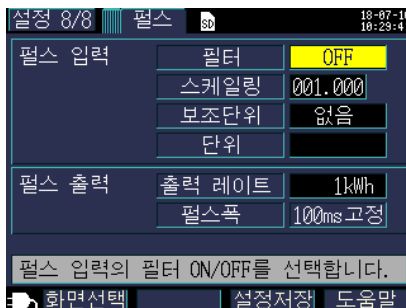 설정 8/8 펄스 SD 18-07-1
10:29:4
펄스 입력 필터 OFF
스케일링 001.000
보조단위 없음
단위
펄스 출력 출력 레이트 1kWh
펄스폭 100ms고정
펄스 입력의 필터 ON/OFF를 선택합니다.
화면선택 설정저장 도움말